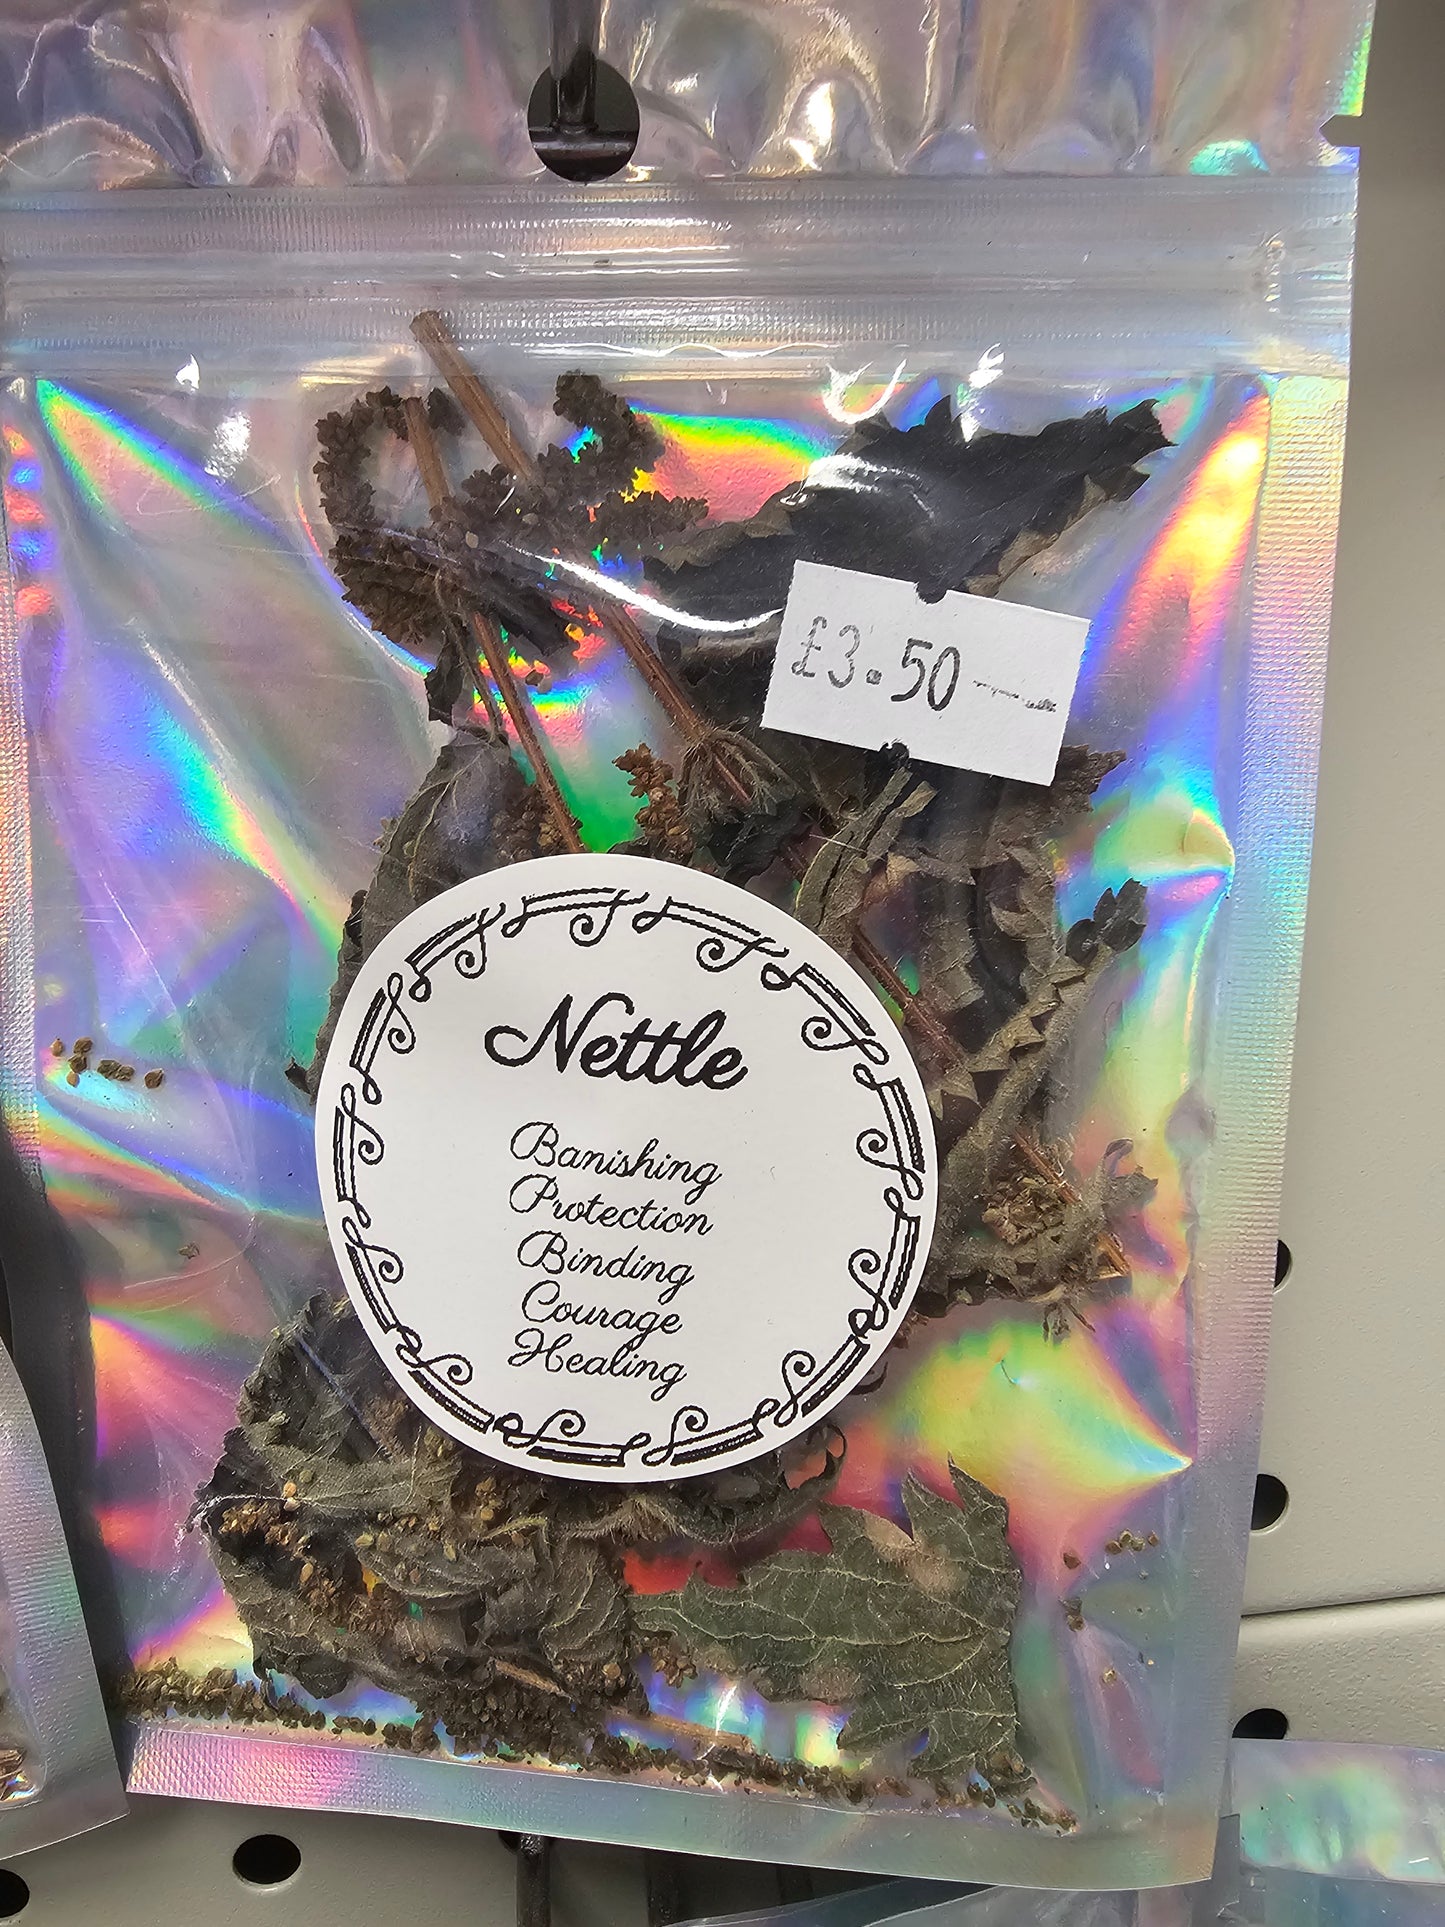 £3.50
Nettle
Banishing
Protection
Binding
Courage
Healing